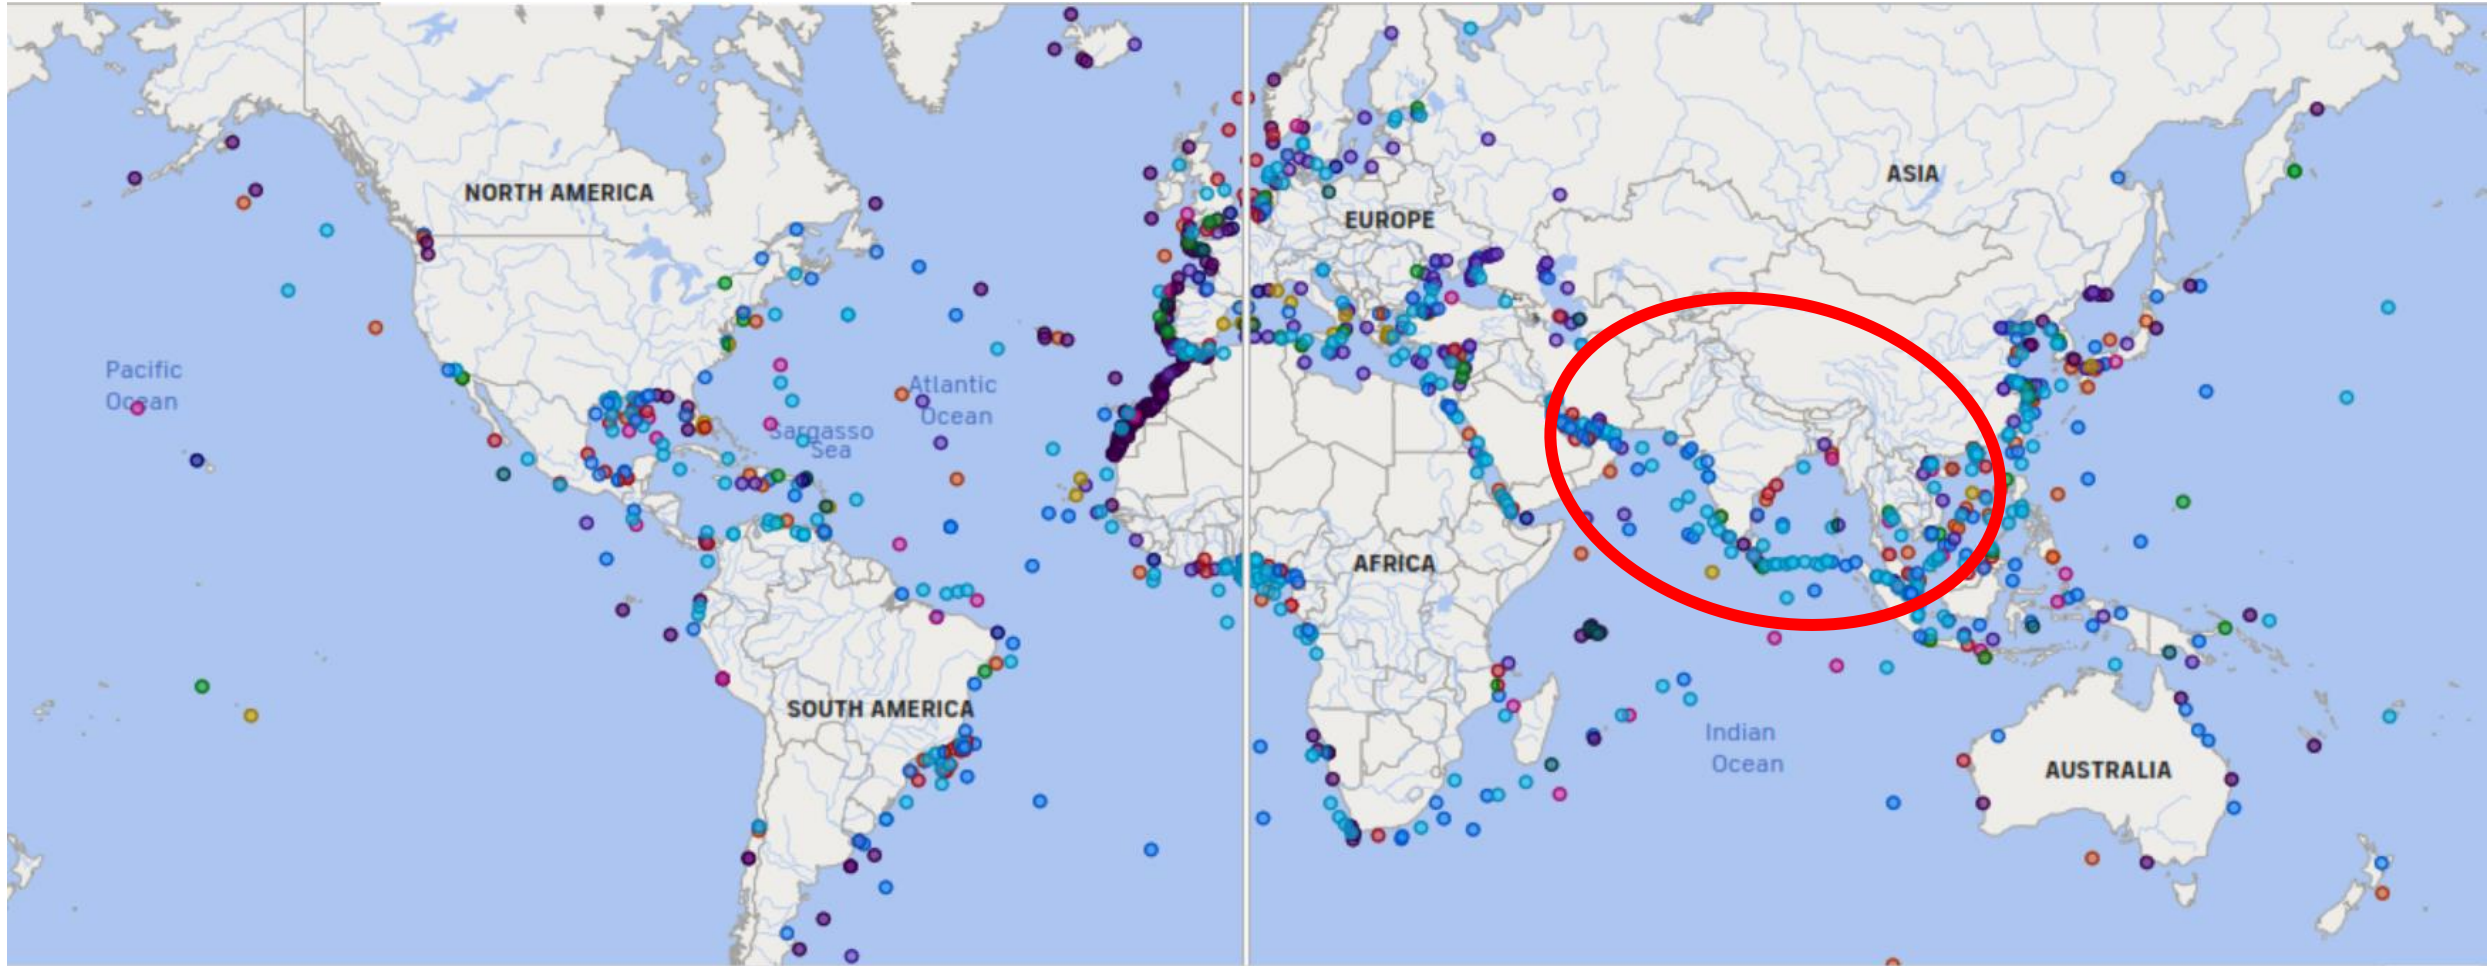 NORTH AMERICA
EUROPE
ASIA
Pacific
Ocean
Atlantic
Ocean
Sargasso
Sea
AFRICA
SOUTH AMERICA
Indian
Ocean
AUSTRALIA